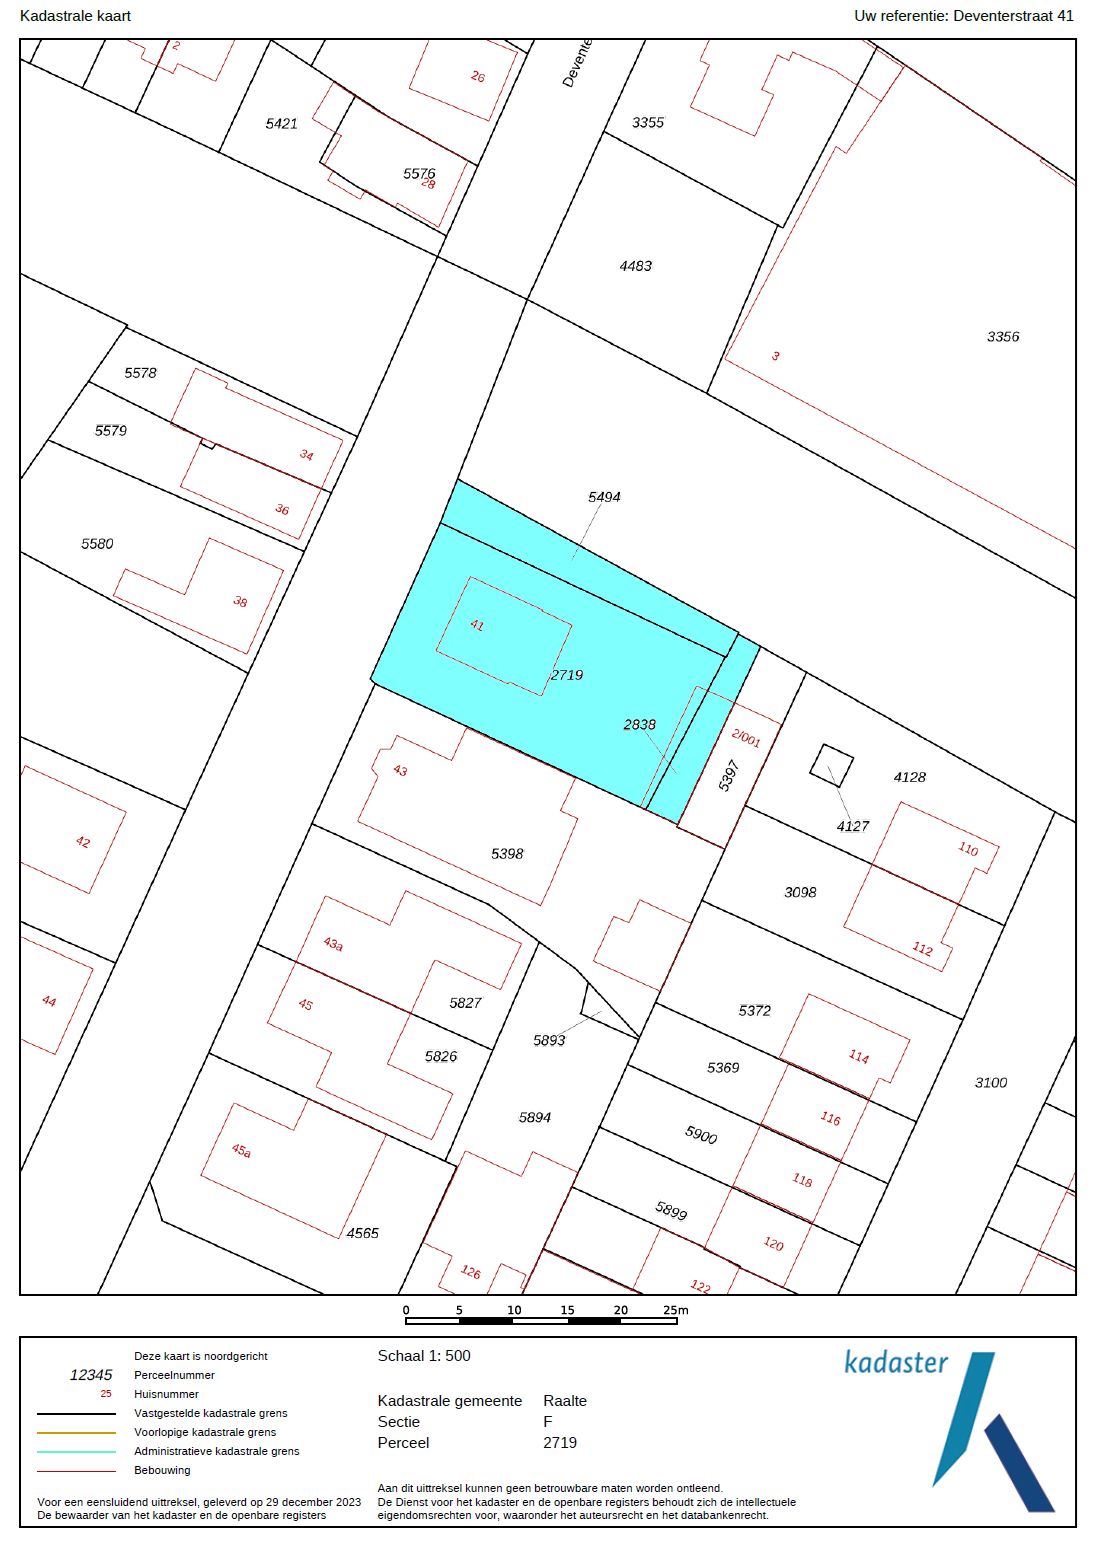 Kadastrale kaart
Uw referentie: Deventerstraat 41
2
26
Devente
5421
3355
5576
28
4483
3356
3
5578
5579
34
36
5494
5580
38
41
2719
2838
2/001
43
5397
4128
4127
42
5398
110
3098
43a
112
44
45
5827
5372
5893
5826
114
5369
3100
5894
116
5900
45a
118
5899
4565
120
126
122
0 5 10 15 20 25m
Deze kaart is noordgericht
12345 Perceelnummer
25 Huisnummer
Vastgestelde kadastrale grens
Voorlopige kadastrale grens
Administratieve kadastrale grens
Bebouwing
Voor een eensluidend uittreksel, geleverd op 29 december 2023
De bewaarder van het kadaster en de openbare registers
Schaal 1: 500
Kadastrale gemeente Raalte
Sectie F
Perceel 2719
Aan dit uittreksel kunnen geen betrouwbare maten worden ontleend.
De Dienst voor het kadaster en de openbare registers behoudt zich de intellectuele
eigendomsrechten voor, waaronder het auteursrecht en het databankenrecht.
kadaster